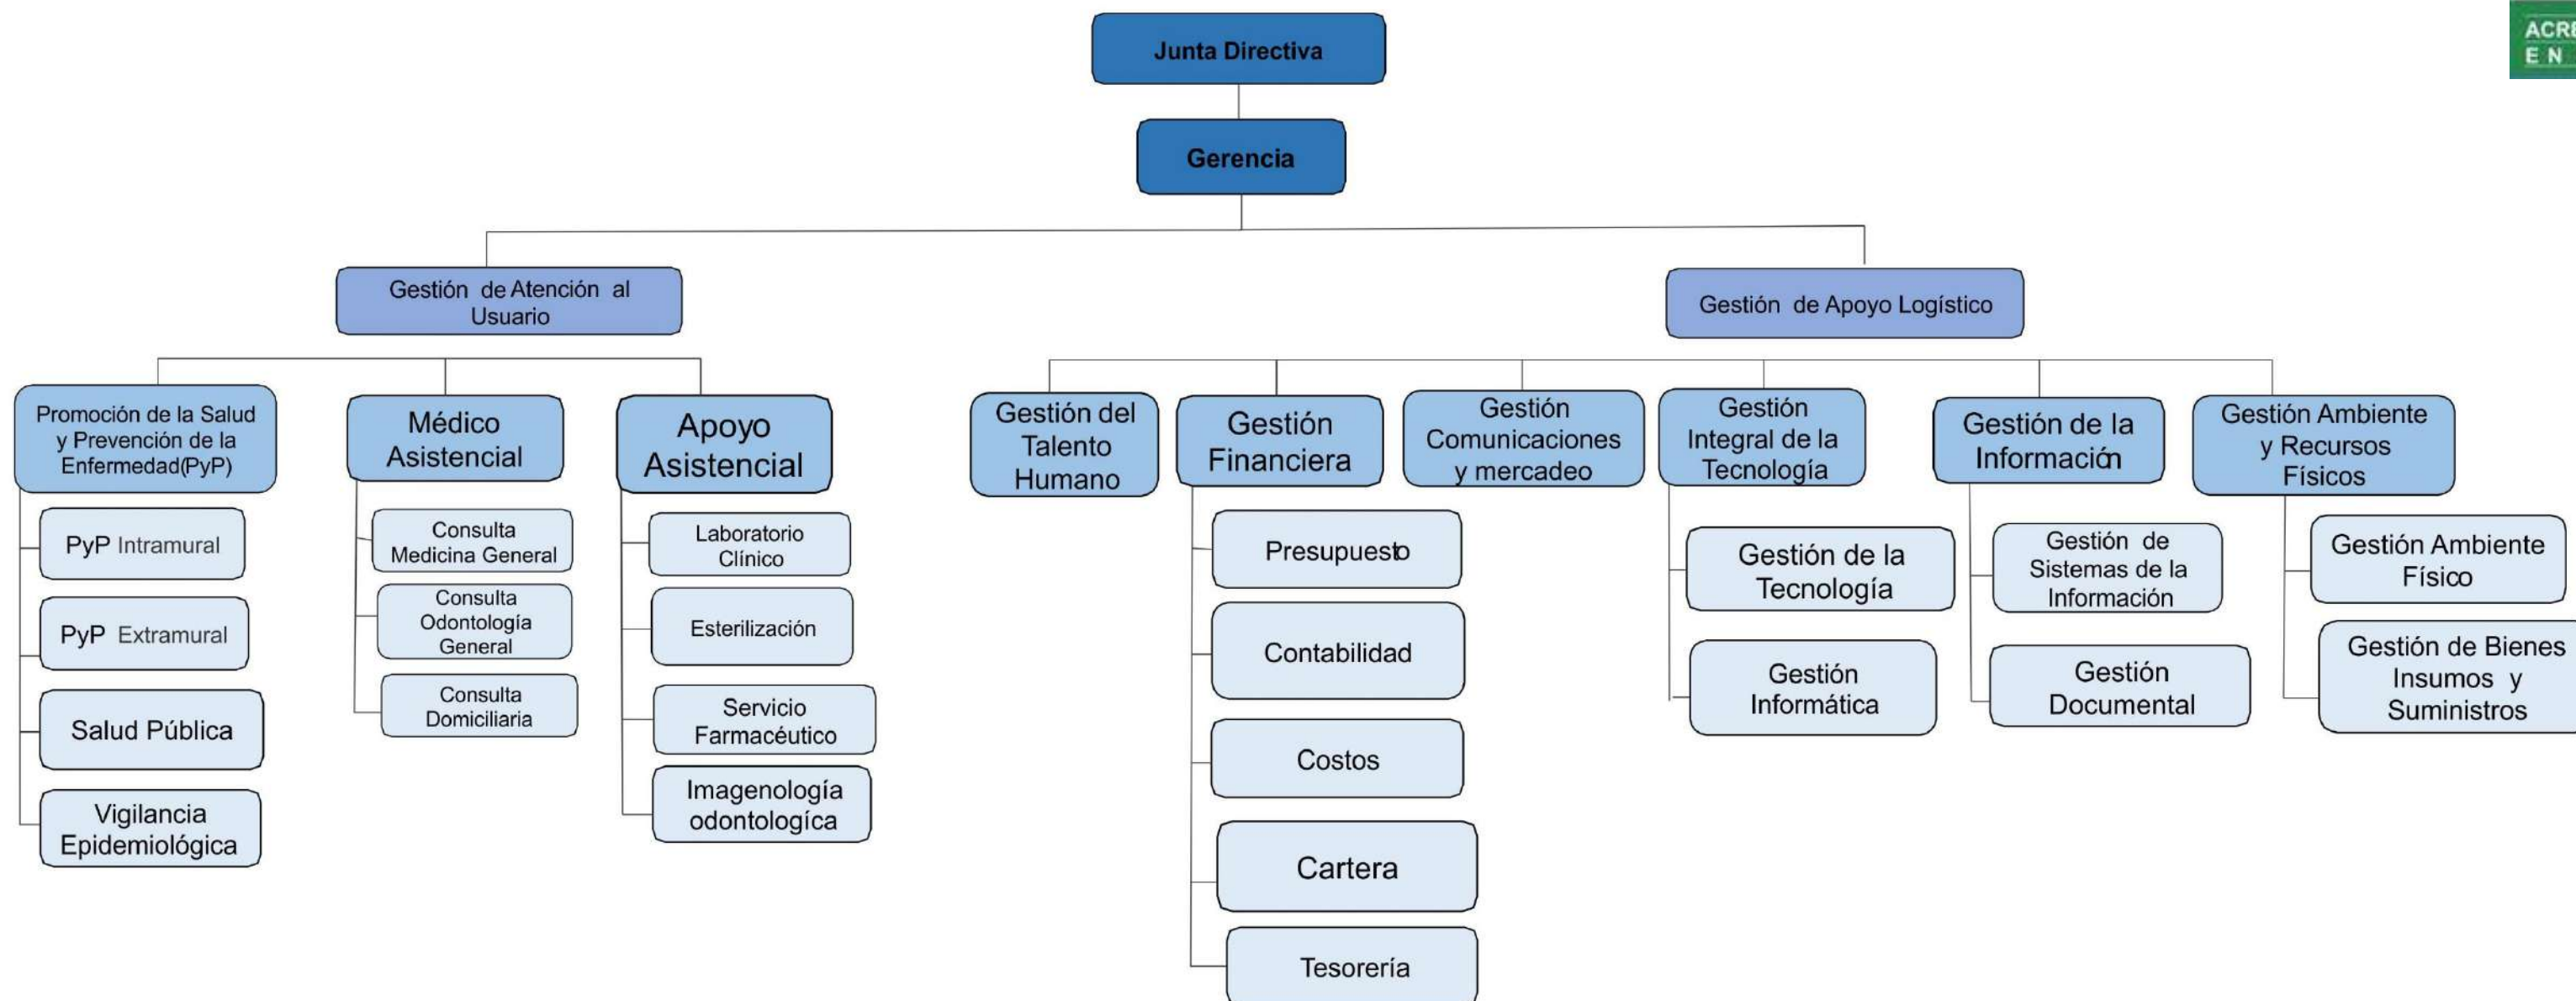 ACRE
E N
Junta Directiva
Gerencia
Gestión de Atención al
Usuario
Gestión de Apoyo Logístico
Promoción de la Salud
y Prevención de la
Enfermedad(PyP)
PyP Intramural
PyP Extramural
Salud Pública
Vigilancia
Epidemiológica
Médico
Asistencial
Consulta
Medicina General
Consulta
Odontología
General
Consulta
Domiciliaria
Apoyo
Asistencial
Laboratorio
Clínico
Esterilización
Servicio
Farmacéutico
Imagenología
odontologíca
Gestión del
Talento
Humano
Gestión
Financiera
Presupuesto
Contabilidad
Costos
Cartera
Tesorería
Gestión
Comunicaciones
y mercadeo
Gestión
Integral de la
Tecnología
Gestión de la
Tecnología
Gestión
Informática
Gestión de la
Información
Gestión de
Sistemas de la
Información
Gestión
Documental
Gestión Ambiente
y Recursos
Físicos
Gestión Ambiente
Físico
Gestión de Bienes
Insumos y
Suministros